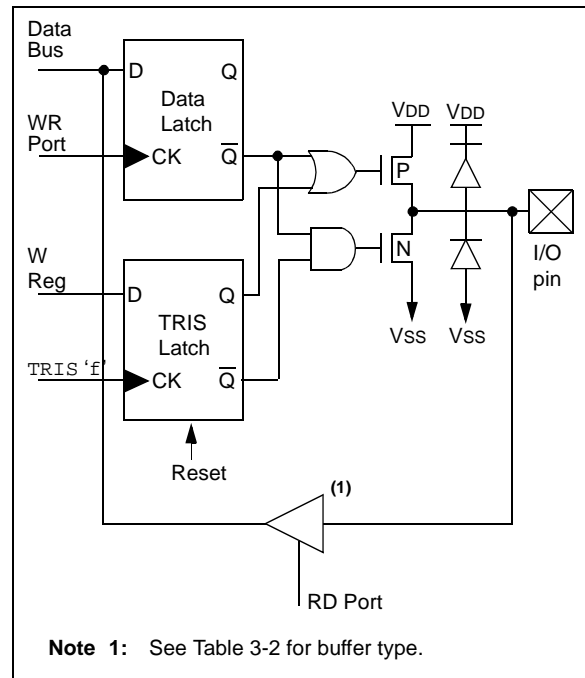 Data
Bus
D
Q
Data
Latch
WR
Port
CK
Q
VDD
VDD
P
N
I/O
pin
W
Reg
D
Q
TRIS
Latch
VSS
VSS
TRIS ‘f’
CK
Q
Reset
(1)
RD Port
Note 1: See Table 3-2 for buffer type.